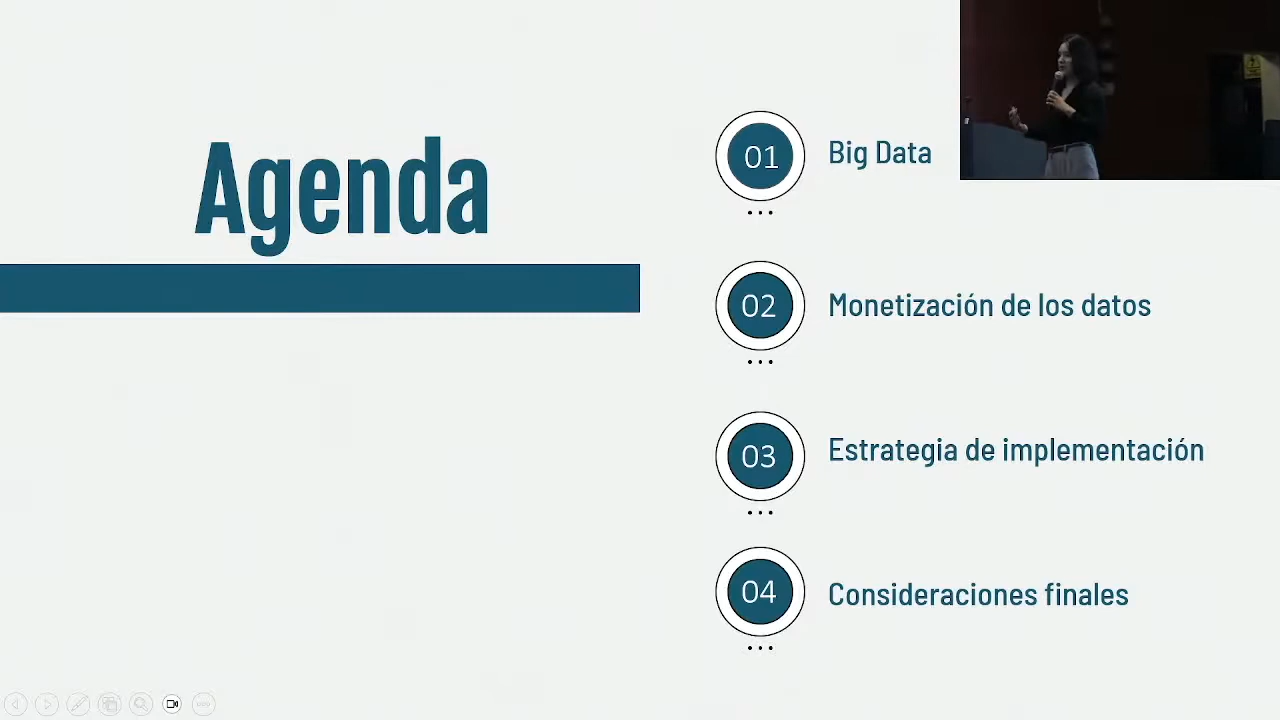 Agenda
01
Big Data
02
Monetización de los datos
03
Estrategia de implementación
04
Consideraciones finales